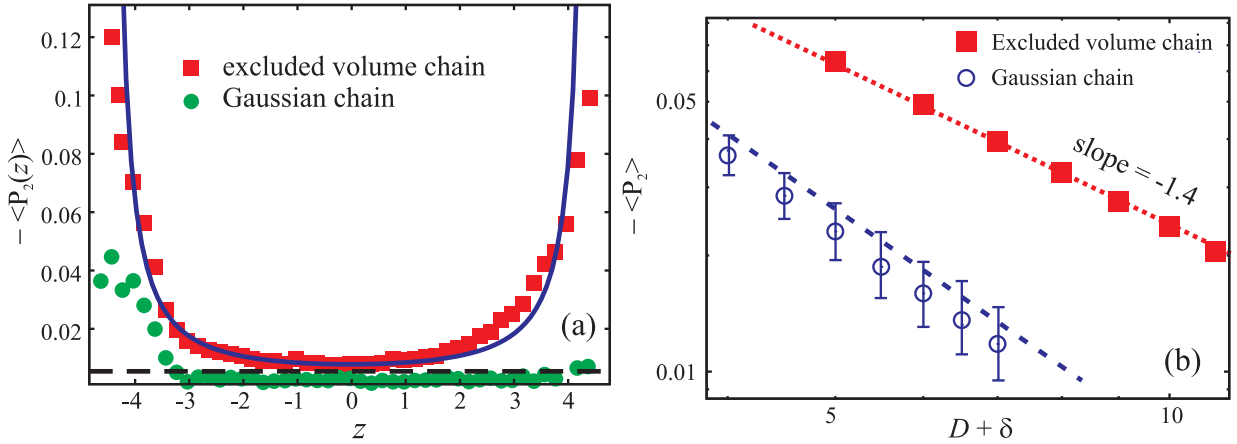 0.12
0.1
0.08
0.06
0.04
0.02
− <P₂(z)>
excluded volume chain
Gaussian chain
(a)
-4 -3 -2 -1 0 1 2 3 4
z
0.05
0.01
− <P₂>
Excluded volume chain
Gaussian chain
slope = -1.4
(b)
5 10
D + δ